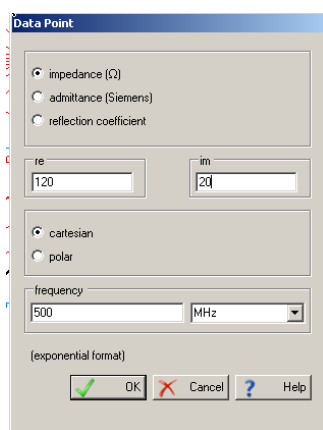 Data Point
impedance (Ω)
admittance (Siemens)
reflection coefficient
re im
120 20
cartesian
polar
frequency
500 MHz
(exponential format)
OK Cancel ? Help